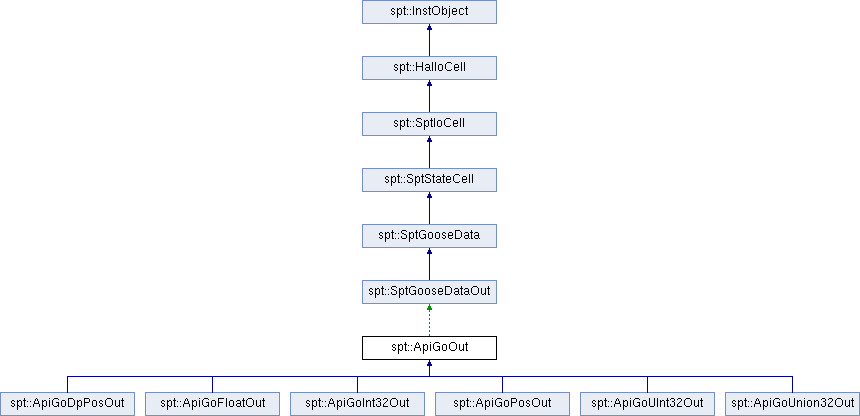 spt::InstObject
spt::HalloCell
spt::SptIoCell
spt::SptStateCell
spt::SptGooseData
spt::SptGooseDataOut
spt::ApiGoOut
spt::ApiGoDpPosOut
spt::ApiGoFloatOut
spt::ApiGoInt32Out
spt::ApiGoPosOut
spt::ApiGoUInt32Out
spt::ApiGoUnion32Out